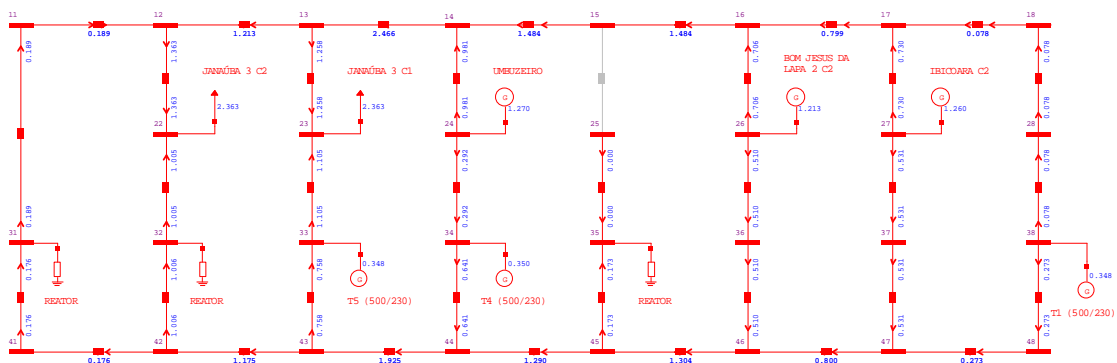 11 12 13 14 15 16 17 18
0.189 1.213 2.466 1.484 1.484 0.799 0.078
0.189 1.363 1.258 0.981 0.706 0.730 0.078
JANAÚBA 3 C2 JANAÚBA 3 C1 UMBUZEIRO BOM JESUS DA
LAPA 2 C2 IBICOARA C2
1.363 1.258 0.981 G G G 0.706 0.730 0.078
2.363 2.363 1.270 1.213 1.260
22 23 24 25 26 27 28
1.005 1.105 0.292 0.000 0.510 0.531 0.078
0.189 1.005 1.105 0.292 0.000 0.510 0.531 0.078
31 32 33 34 35 36 37 38
0.176 1.006 0.758 0.348 0.641 0.350 0.173 0.510 0.531 0.273 0.348
G G G
REATOR REATOR T5 (500/230) T4 (500/230) REATOR T1 (500/230)
0.176 1.006 0.758 0.641 0.173 0.510 0.531 0.273
41 42 43 44 45 46 47 48
0.176 1.175 1.925 1.290 1.304 0.800 0.273